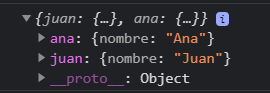 ▼{juan: {…}, ana: {…}} i
▶ ana: {nombre: "Ana"}
▶ juan: {nombre: "Juan"}
▶ __proto__: Object